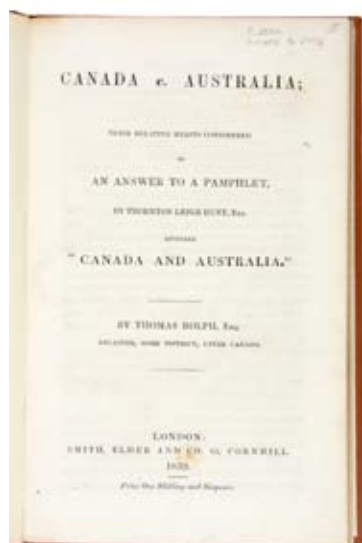 CANADA v. AUSTRALIA;
THEIR RELATIVE MERITS CONSIDERED
IN
AN ANSWER TO A PAMPHLET,
BY THORNTON LEIGH HUNT, Esq.
ENTITLED
"CANADA AND AUSTRALIA."
BY THOMAS ROLPH, Esq.
ANCASTER, GORE DISTRICT, UPPER CANADA.
LONDON:
SMITH, ELDER AND CO. 65, CORNHILL.
1839.
Price One Shilling and Sixpence.